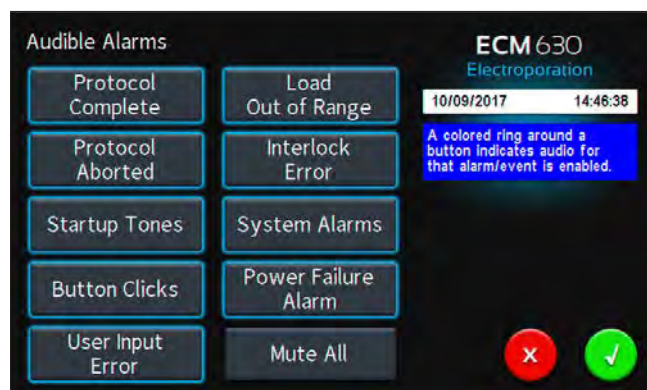 Audible Alarms
Protocol
Complete
Load
Out of Range
Protocol
Aborted
Interlock
Error
Startup Tones
System Alarms
Button Clicks
Power Failure
Alarm
User Input
Error
Mute All
ECM 630
Electroporation
10/09/2017 14:46:38
A colored ring around a
button indicates audio for
that alarm/event is enabled.